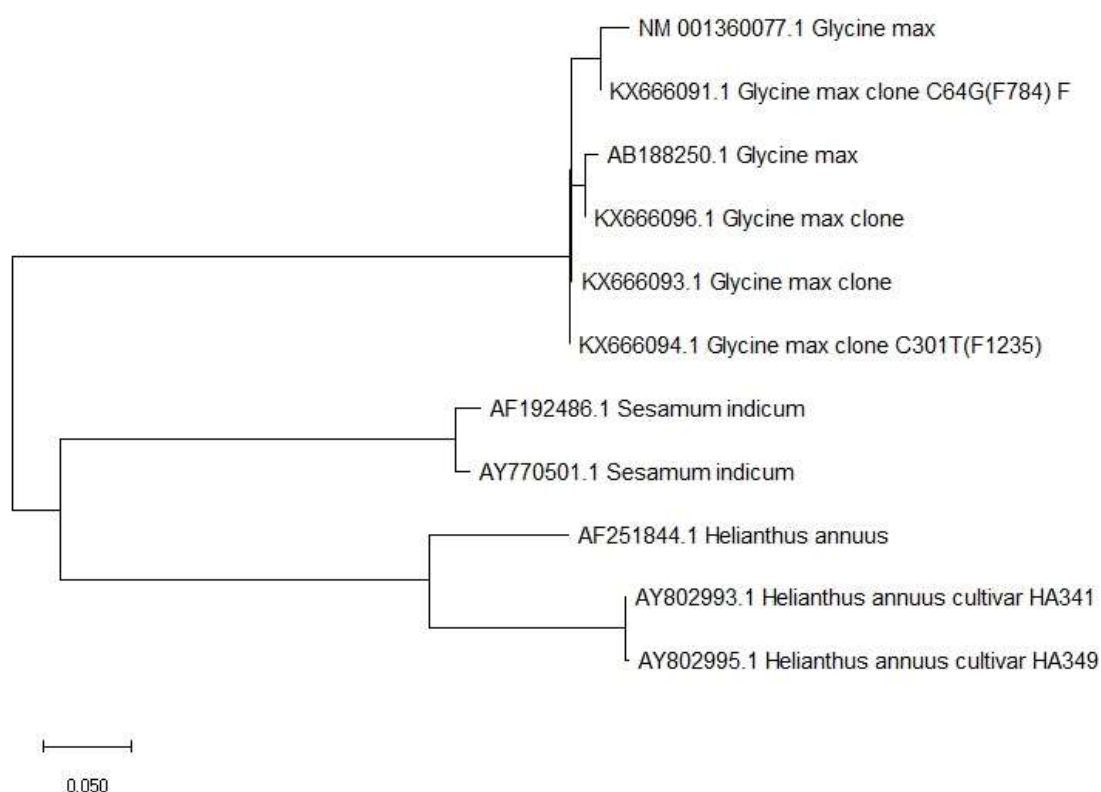 NM 001360077.1 Glycine max
KX666091.1 Glycine max clone C64G(F784) F
AB188250.1 Glycine max
KX666096.1 Glycine max clone
KX666093.1 Glycine max clone
KX666094.1 Glycine max clone C301T(F1235)
AF192486.1 Sesamum indicum
AY770501.1 Sesamum indicum
AF251844.1 Helianthus annuus
AY802993.1 Helianthus annuus cultivar HA341
AY802995.1 Helianthus annuus cultivar HA349
0.050